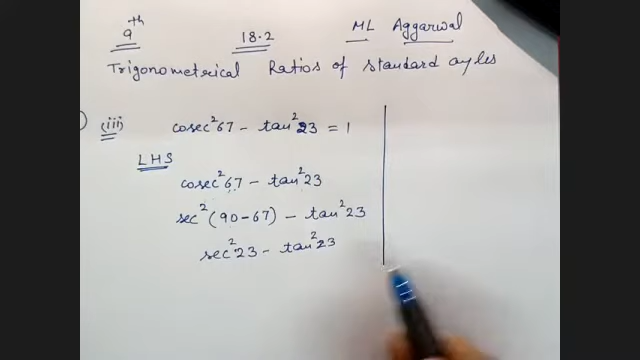 9th 18.2 ML Aggarwal
Trigonometrical Ratios of standard angles
(iii) cosec²67 - tan²23 = 1
LHS
cosec²67 - tan²23
sec²(90-67) - tan²23
sec²23 - tan²23